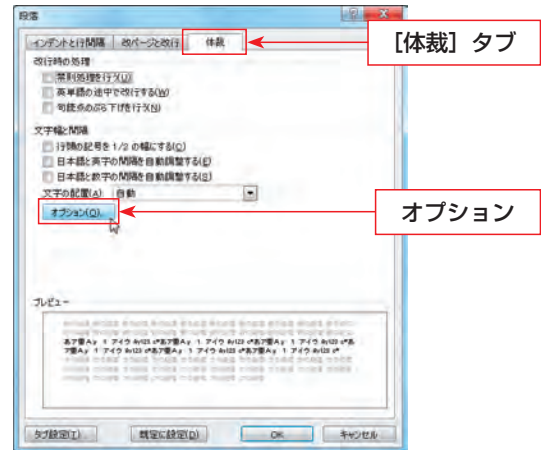 段落
インデントと行間隔 改ページと改行 体裁
[体裁] タブ
改行時の処理
禁則処理を行う(U)
英単語の途中で改行する(W)
句読点のぶら下げを行う(N)
文字幅と間隔
行頭の記号を 1/2 の幅にする(O)
日本語と英字の間隔を自動調整する(E)
日本語と数字の間隔を自動調整する(S)
文字の配置(A): 自動
オプション(O)...
オプション
プレビュー
タブ設定(T)... 既定に設定(D) OK キャンセル